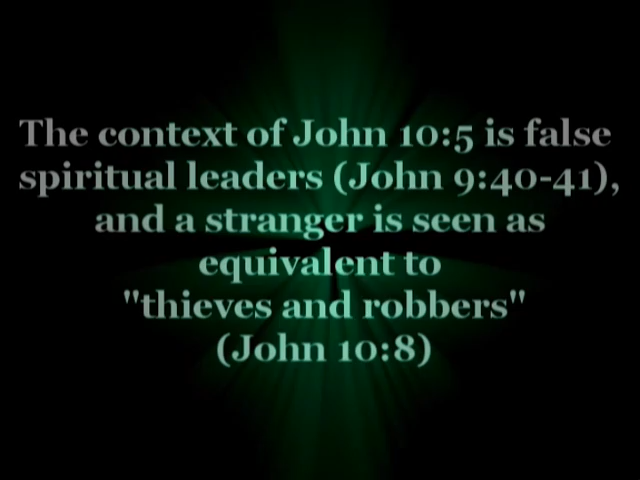 The context of John 10:5 is false
spiritual leaders (John 9:40-41),
and a stranger is seen as
equivalent to
"thieves and robbers"
(John 10:8)